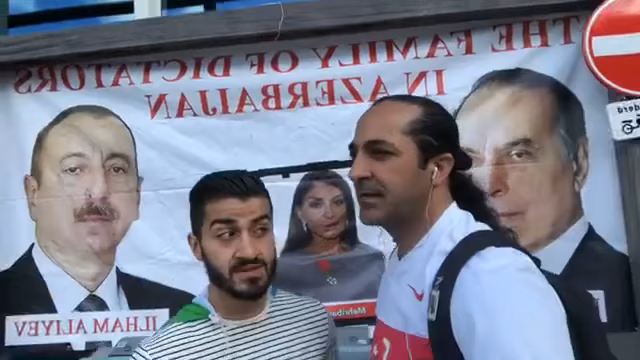 THE FAMILY OF DICTATORS
IN AZERBAIJAN
ILHAM ALIYEV